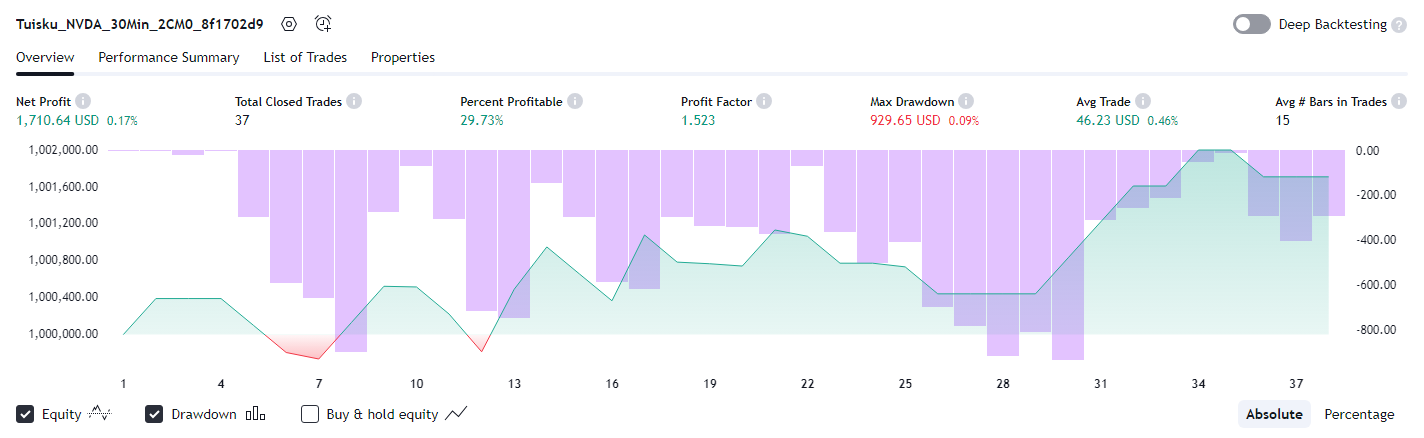 Tuisku_NVDA_30Min_2CM0_8f1702d9 Deep Backtesting ?
Overview Performance Summary List of Trades Properties
Net Profit i Total Closed Trades i Percent Profitable i Profit Factor i Max Drawdown i Avg Trade i Avg # Bars in Trades i
1,710.64 USD 0.17% 37 29.73% 1.523 929.65 USD 0.09% 46.23 USD 0.46% 15
1,002,000.00 0.00
1,001,600.00 -200.00
1,001,200.00 -400.00
1,000,800.00
1,000,400.00 -600.00
1,000,000.00 -800.00
1 4 7 10 13 16 19 22 25 28 31 34 37
Equity Drawdown Buy & hold equity Absolute Percentage